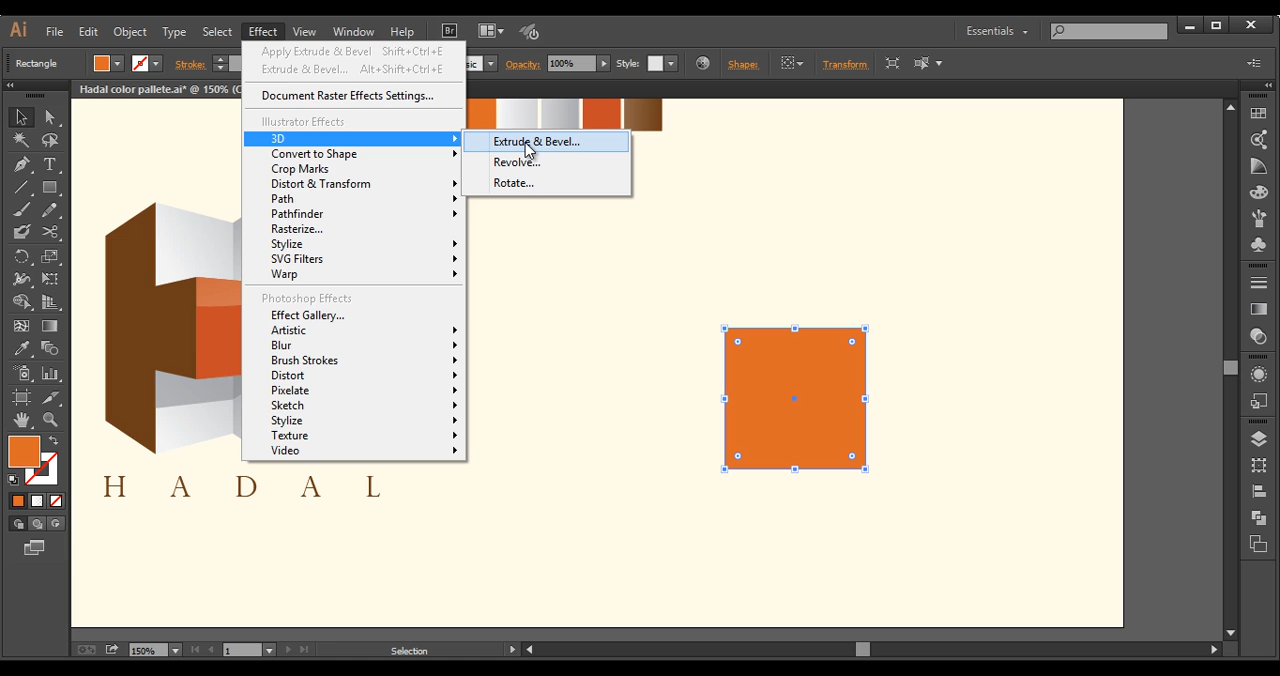 Ai File Edit Object Type Select Effect View Window Help Br Essentials
Rectangle Stroke: Opacity: 100% Style: Shape: Transform
Hadal color pallete.ai* @ 150%
Apply Extrude & Bevel Shift+Ctrl+E
Extrude & Bevel... Alt+Shift+Ctrl+E
Document Raster Effects Settings...
Illustrator Effects
3D
Convert to Shape
Crop Marks
Distort & Transform
Path
Pathfinder
Rasterize...
Stylize
SVG Filters
Warp
Photoshop Effects
Effect Gallery...
Artistic
Blur
Brush Strokes
Distort
Pixelate
Sketch
Stylize
Texture
Video
Extrude & Bevel...
Revolve...
Rotate...
H A D A L
150% 1 Selection